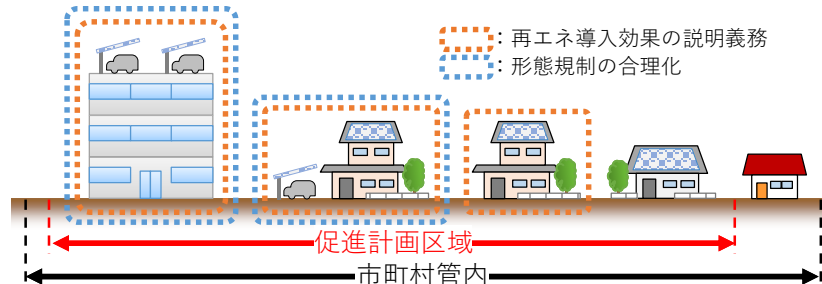 ：再エネ導入効果の説明義務
：形態規制の合理化
促進計画区域
市町村管内